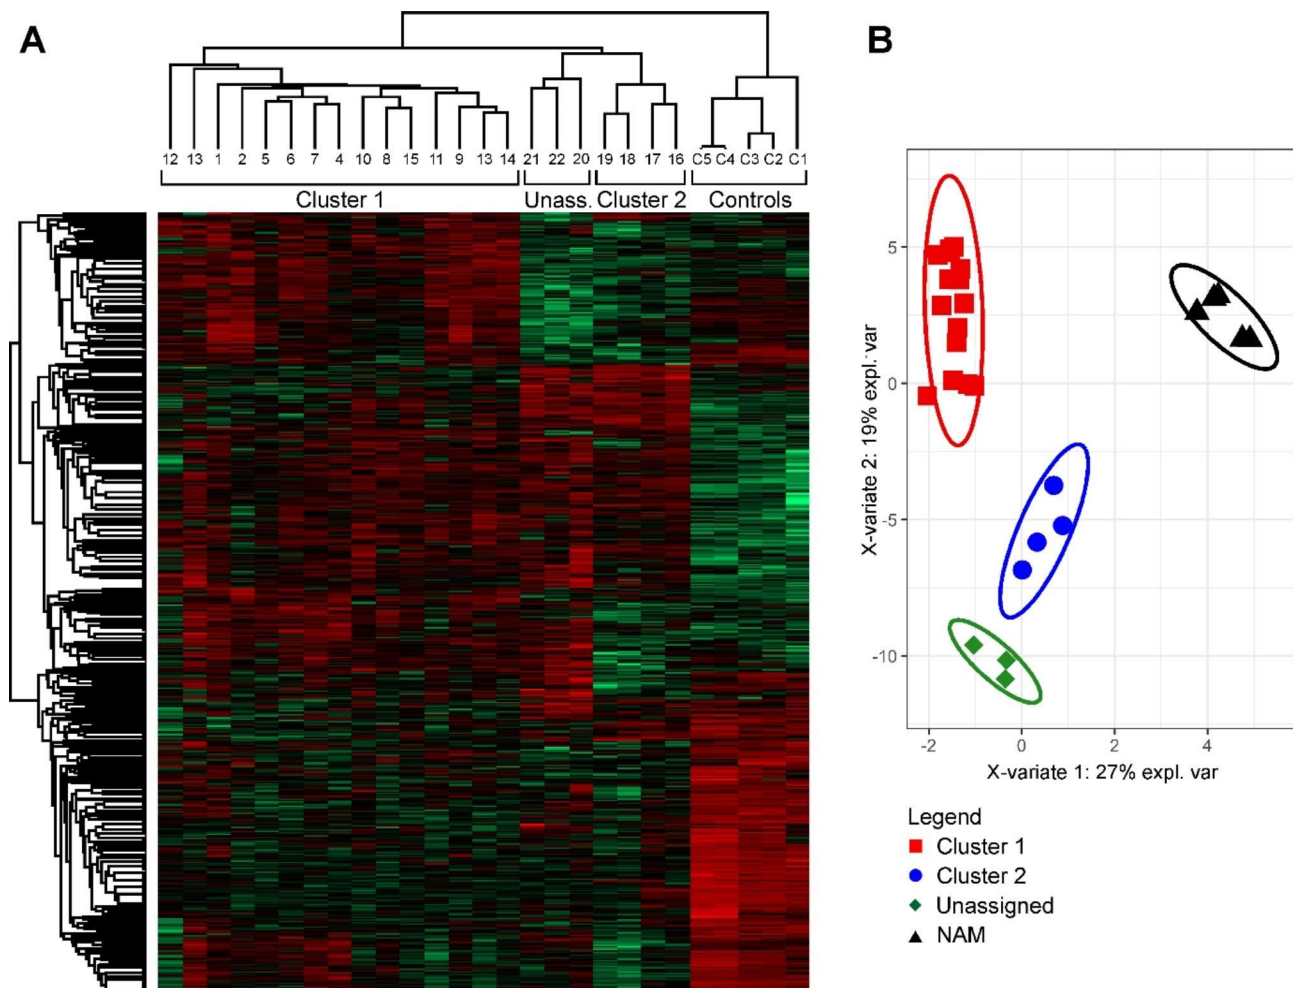 A
12 13 1 2 5 6 7 4 10 8 15 11 9 13 14 21 22 20 19 18 17 16 C5 C4 C3 C2 C1
Cluster 1 Unass. Cluster 2 Controls
B
X-variate 2: 19% expl. var
5
0
-5
-10
-2 0 2 4
X-variate 1: 27% expl. var
Legend
Cluster 1
Cluster 2
Unassigned
NAM